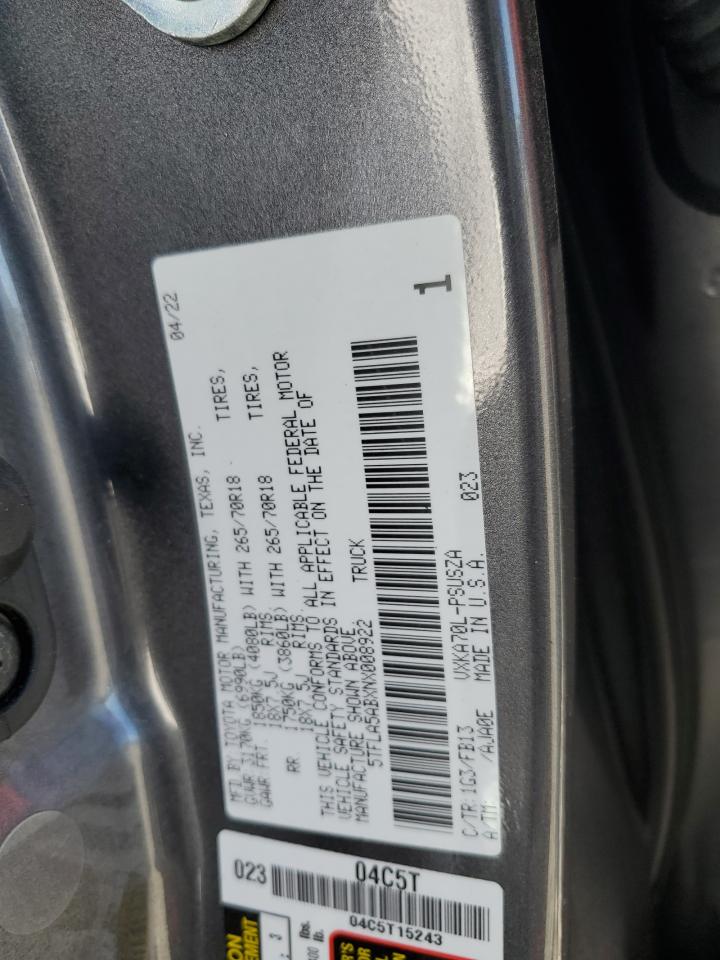 MFD BY TOYOTA MOTOR MANUFACTURING, TEXAS, INC. 04/22
GVWR 3170KG (6990LB)
GAWR FRT. 1850KG (4080LB) WITH 265/70R18 TIRES,
18X7.5J RIMS
RR 1750KG (3860LB) WITH 265/70R18 TIRES,
18X7.5J RIMS
THIS VEHICLE CONFORMS TO ALL APPLICABLE FEDERAL MOTOR
VEHICLE SAFETY STANDARDS IN EFFECT ON THE DATE OF
MANUFACTURE SHOWN ABOVE
5TFLA5ABXNX008922 TRUCK
1
VXKA70L-PSUSZA 023
C/TR:1G3/FB13
A/TM: /AJA0E MADE IN U.S.A.
023
04C5T
04C5T15243